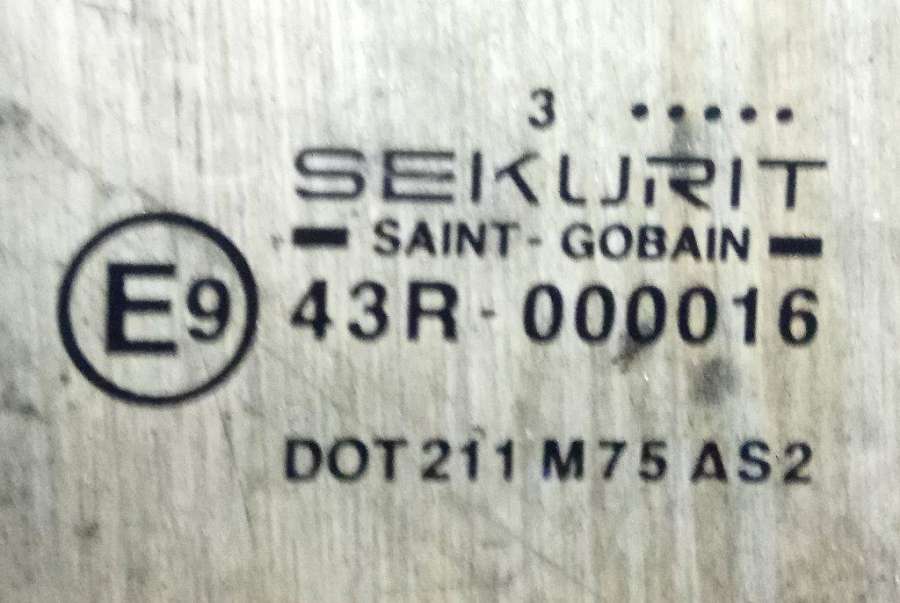 3 •••••
SEKURIT
SAINT-GOBAIN
E9
43R-000016
DOT 211 M75 AS2